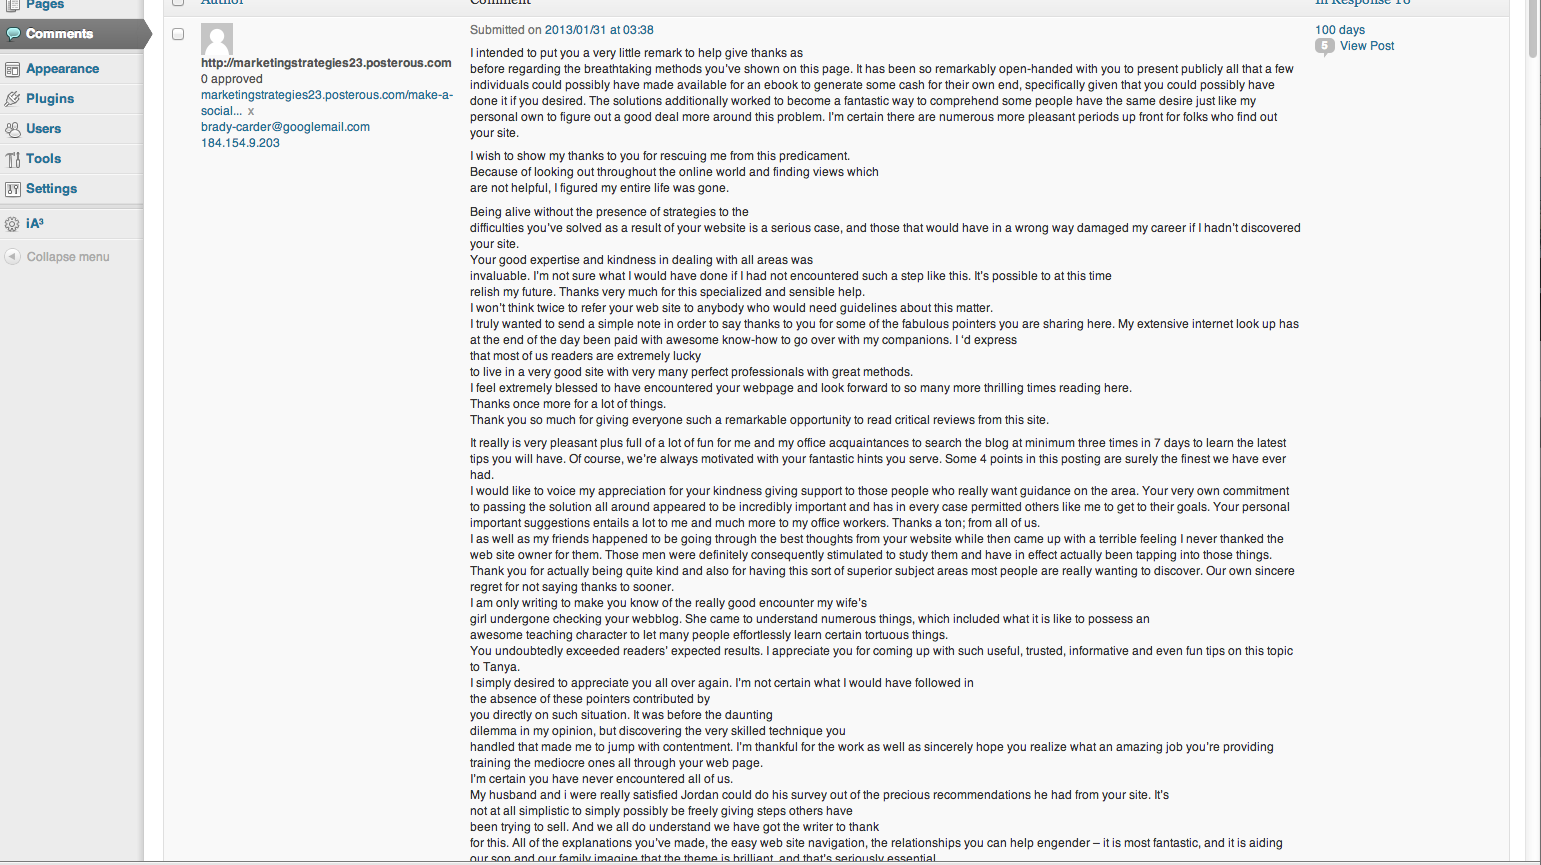 Pages
Comments
Appearance
Plugins
Users
Tools
Settings
iA³
Collapse menu
Author
Comment
In Response To
http://marketingstrategies23.posterous.com
0 approved
marketingstrategies23.posterous.com/make-a-
social... x
brady-carder@googlemail.com
184.154.9.203
Submitted on 2013/01/31 at 03:38
I intended to put you a very little remark to help give thanks as
before regarding the breathtaking methods you've shown on this page. It has been so remarkably open-handed with you to present publicly all that a few
individuals could possibly have made available for an ebook to generate some cash for their own end, specifically given that you could possibly have
done it if you desired. The solutions additionally worked to become a fantastic way to comprehend some people have the same desire just like my
personal own to figure out a good deal more around this problem. I'm certain there are numerous more pleasant periods up front for folks who find out
your site.
I wish to show my thanks to you for rescuing me from this predicament.
Because of looking out throughout the online world and finding views which
are not helpful, I figured my entire life was gone.
Being alive without the presence of strategies to the
difficulties you've solved as a result of your website is a serious case, and those that would have in a wrong way damaged my career if I hadn't discovered
your site.
Your good expertise and kindness in dealing with all areas was
invaluable. I'm not sure what I would have done if I had not encountered such a step like this. It's possible to at this time
relish my future. Thanks very much for this specialized and sensible help.
I won't think twice to refer your web site to anybody who would need guidelines about this matter.
I truly wanted to send a simple note in order to say thanks to you for some of the fabulous pointers you are sharing here. My extensive internet look up has
at the end of the day been paid with awesome know-how to go over with my companions. I 'd express
that most of us readers are extremely lucky
to live in a very good site with very many perfect professionals with great methods.
I feel extremely blessed to have encountered your webpage and look forward to so many more thrilling times reading here.
Thanks once more for a lot of things.
Thank you so much for giving everyone such a remarkable opportunity to read critical reviews from this site.
It really is very pleasant plus full of a lot of fun for me and my office acquaintances to search the blog at minimum three times in 7 days to learn the latest
tips you will have. Of course, we're always motivated with your fantastic hints you serve. Some 4 points in this posting are surely the finest we have ever
had.
I would like to voice my appreciation for your kindness giving support to those people who really want guidance on the area. Your very own commitment
to passing the solution all around appeared to be incredibly important and has in every case permitted others like me to get to their goals. Your personal
important suggestions entails a lot to me and much more to my office workers. Thanks a ton; from all of us.
I as well as my friends happened to be going through the best thoughts from your website while then came up with a terrible feeling I never thanked the
web site owner for them. Those men were definitely consequently stimulated to study them and have in effect actually been tapping into those things.
Thank you for actually being quite kind and also for having this sort of superior subject areas most people are really wanting to discover. Our own sincere
regret for not saying thanks to sooner.
I am only writing to make you know of the really good encounter my wife's
girl undergone checking your webblog. She came to understand numerous things, which included what it is like to possess an
awesome teaching character to let many people effortlessly learn certain tortuous things.
You undoubtedly exceeded readers' expected results. I appreciate you for coming up with such useful, trusted, informative and even fun tips on this topic
to Tanya.
I simply desired to appreciate you all over again. I'm not certain what I would have followed in
the absence of these pointers contributed by
you directly on such situation. It was before the daunting
dilemma in my opinion, but discovering the very skilled technique you
handled that made me to jump with contentment. I'm thankful for the work as well as sincerely hope you realize what an amazing job you're providing
training the mediocre ones all through your web page.
I'm certain you have never encountered all of us.
My husband and i were really satisfied Jordan could do his survey out of the precious recommendations he had from your site. It's
not at all simplistic to simply possibly be freely giving steps others have
been trying to sell. And we all do understand we have got the writer to thank
for this. All of the explanations you've made, the easy web site navigation, the relationships you can help engender – it is most fantastic, and it is aiding
our son and our family imagine that the theme is brilliant, and that's seriously essential.
100 days
5 View Post